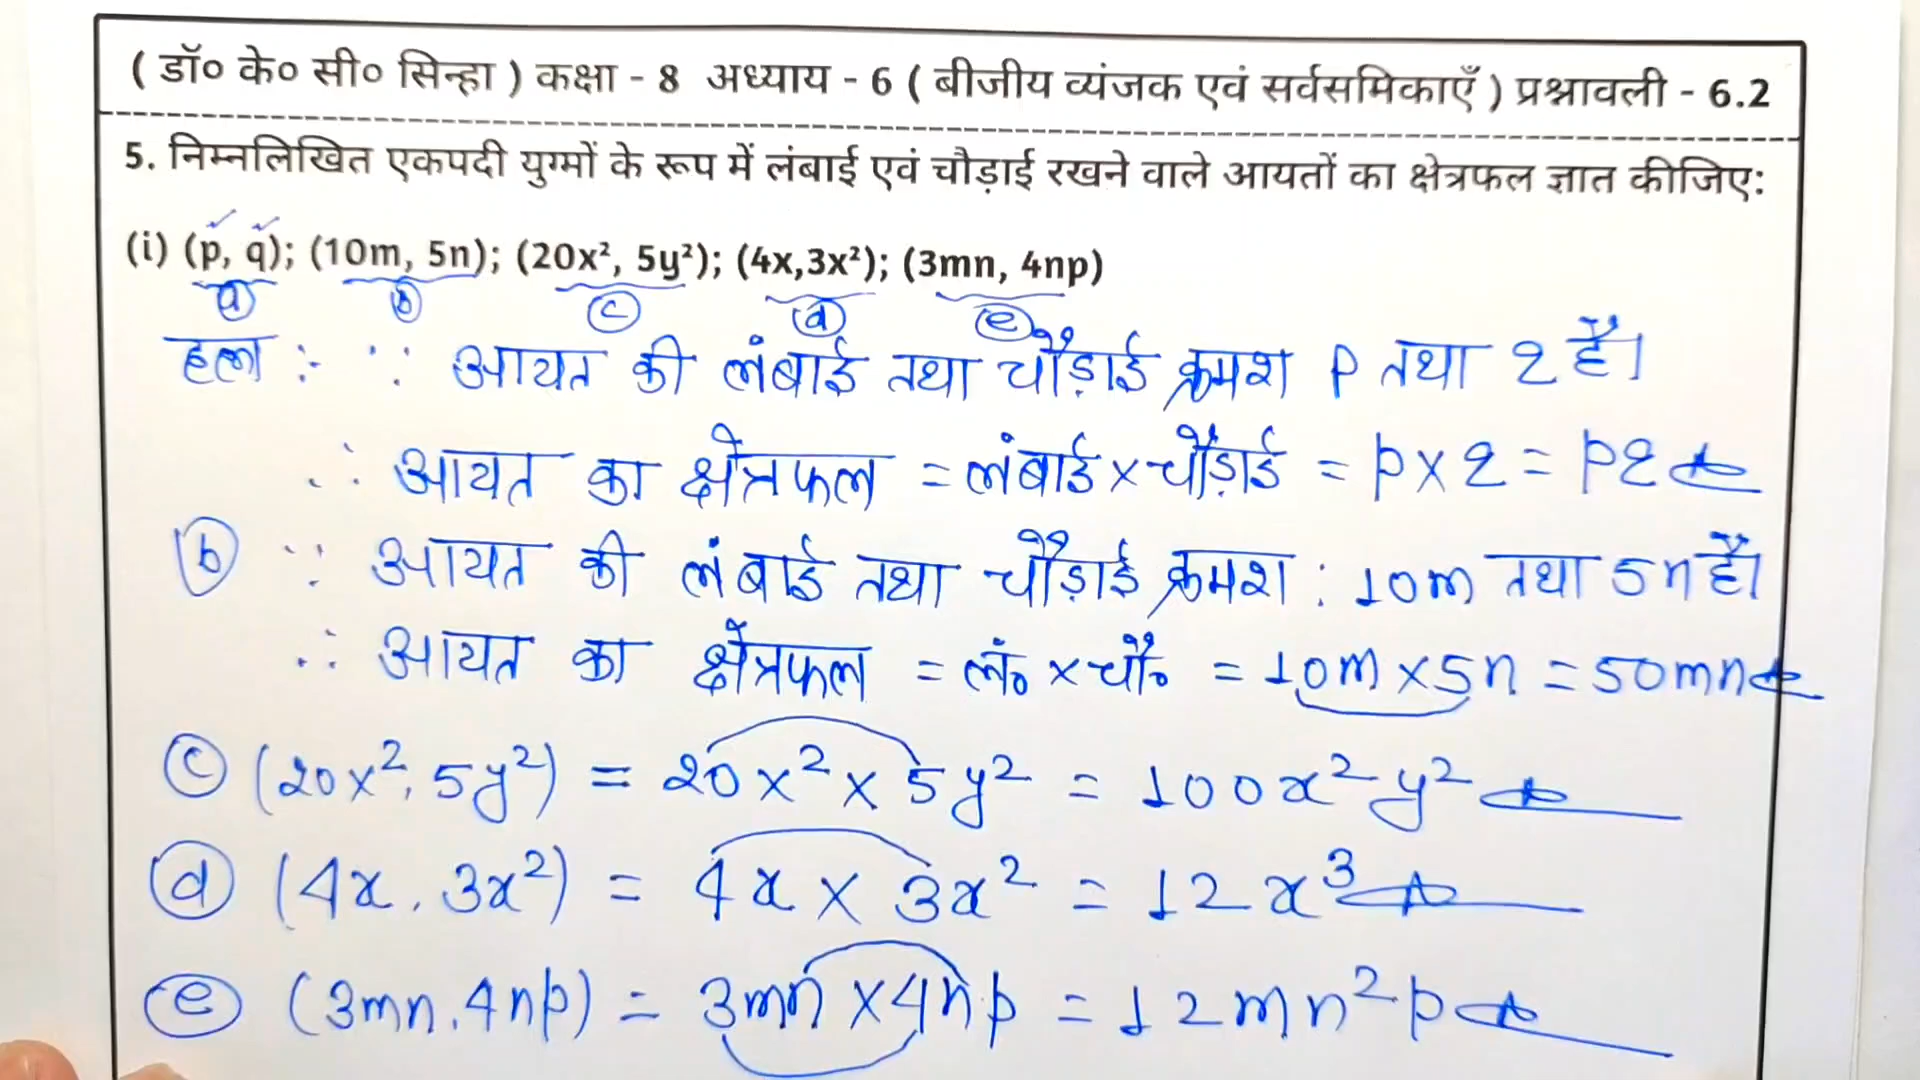 ( डॉ० के० सी० सिन्हा ) कक्षा - 8 अध्याय - 6 ( बीजीय व्यंजक एवं सर्वसमिकाएँ ) प्रश्नावली - 6.2
5. निम्नलिखित एकपदी युग्मों के रूप में लंबाई एवं चौड़ाई रखने वाले आयतों का क्षेत्रफल ज्ञात कीजिए:
(i) (p, q); (10m, 5n); (20x², 5y²); (4x,3x²); (3mn, 4np)
ⓐ ⓑ ⓒ ⓓ ⓔ
हल :- ∵ आयत की लंबाई तथा चौड़ाई क्रमश p तथा q है।
∴ आयत का क्षेत्रफल = लंबाई × चौड़ाई = p × q = pq
ⓑ ∵ आयत की लंबाई तथा चौड़ाई क्रमश : 10m तथा 5n है।
∴ आयत का क्षेत्रफल = लं० × चौ० = 10m × 5n = 50mn
ⓒ (20x², 5y²) = 20x² × 5y² = 100x²y²
ⓓ (4x, 3x²) = 4x × 3x² = 12x³
ⓔ (3mn, 4np) = 3mn × 4np = 12mn²p